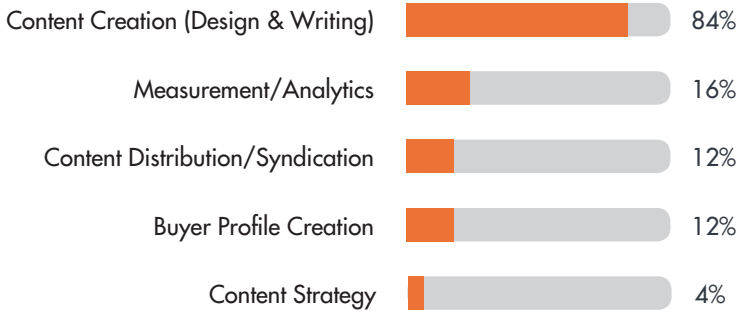 Content Creation (Design & Writing) 84%
Measurement/Analytics 16%
Content Distribution/Syndication 12%
Buyer Profile Creation 12%
Content Strategy 4%